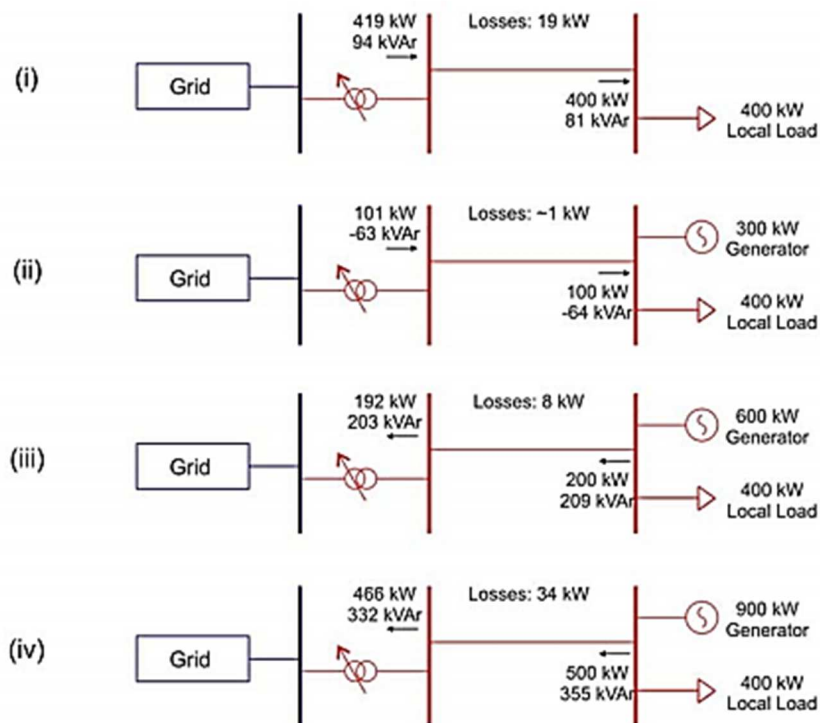 (i)
Grid
419 kW
94 kVAr
Losses: 19 kW
400 kW
81 kVAr
400 kW
Local Load
(ii)
Grid
101 kW
-63 kVAr
Losses: ~1 kW
100 kW
-64 kVAr
300 kW
Generator
400 kW
Local Load
(iii)
Grid
192 kW
203 kVAr
Losses: 8 kW
200 kW
209 kVAr
600 kW
Generator
400 kW
Local Load
(iv)
Grid
466 kW
332 kVAr
Losses: 34 kW
500 kW
355 kVAr
900 kW
Generator
400 kW
Local Load